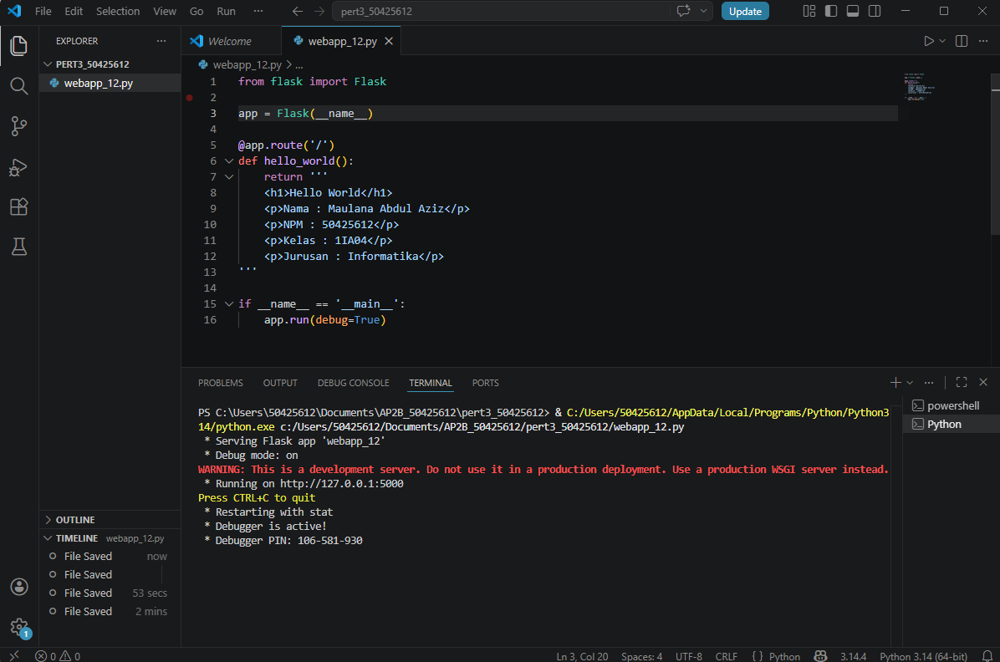 File Edit Selection View Go Run ... pert3_50425612 Update
EXPLORER ...
PERT3_50425612
webapp_12.py
Welcome webapp_12.py
webapp_12.py > ...
1 from flask import Flask
2
3 app = Flask(__name__)
4
5 @app.route('/')
6 def hello_world():
7 return '''
8 <h1>Hello World</h1>
9 <p>Nama : Maulana Abdul Aziz</p>
10 <p>NPM : 50425612</p>
11 <p>Kelas : 1IA04</p>
12 <p>Jurusan : Informatika</p>
13 '''
14
15 if __name__ == '__main__':
16 app.run(debug=True)
PROBLEMS OUTPUT DEBUG CONSOLE TERMINAL PORTS
PS C:\Users\50425612\Documents\AP2B_50425612\pert3_50425612> & C:/Users/50425612/AppData/Local/Programs/Python/Python3
14/python.exe c:/Users/50425612/Documents/AP2B_50425612/pert3_50425612/webapp_12.py
* Serving Flask app 'webapp_12'
* Debug mode: on
WARNING: This is a development server. Do not use it in a production deployment. Use a production WSGI server instead.
* Running on http://127.0.0.1:5000
Press CTRL+C to quit
* Restarting with stat
* Debugger is active!
* Debugger PIN: 106-581-930
powershell
Python
OUTLINE
TIMELINE webapp_12.py
File Saved now
File Saved
File Saved 53 secs
File Saved 2 mins
1
0 0 Ln 3, Col 20 Spaces: 4 UTF-8 CRLF { } Python 3.14.4 Python 3.14 (64-bit)